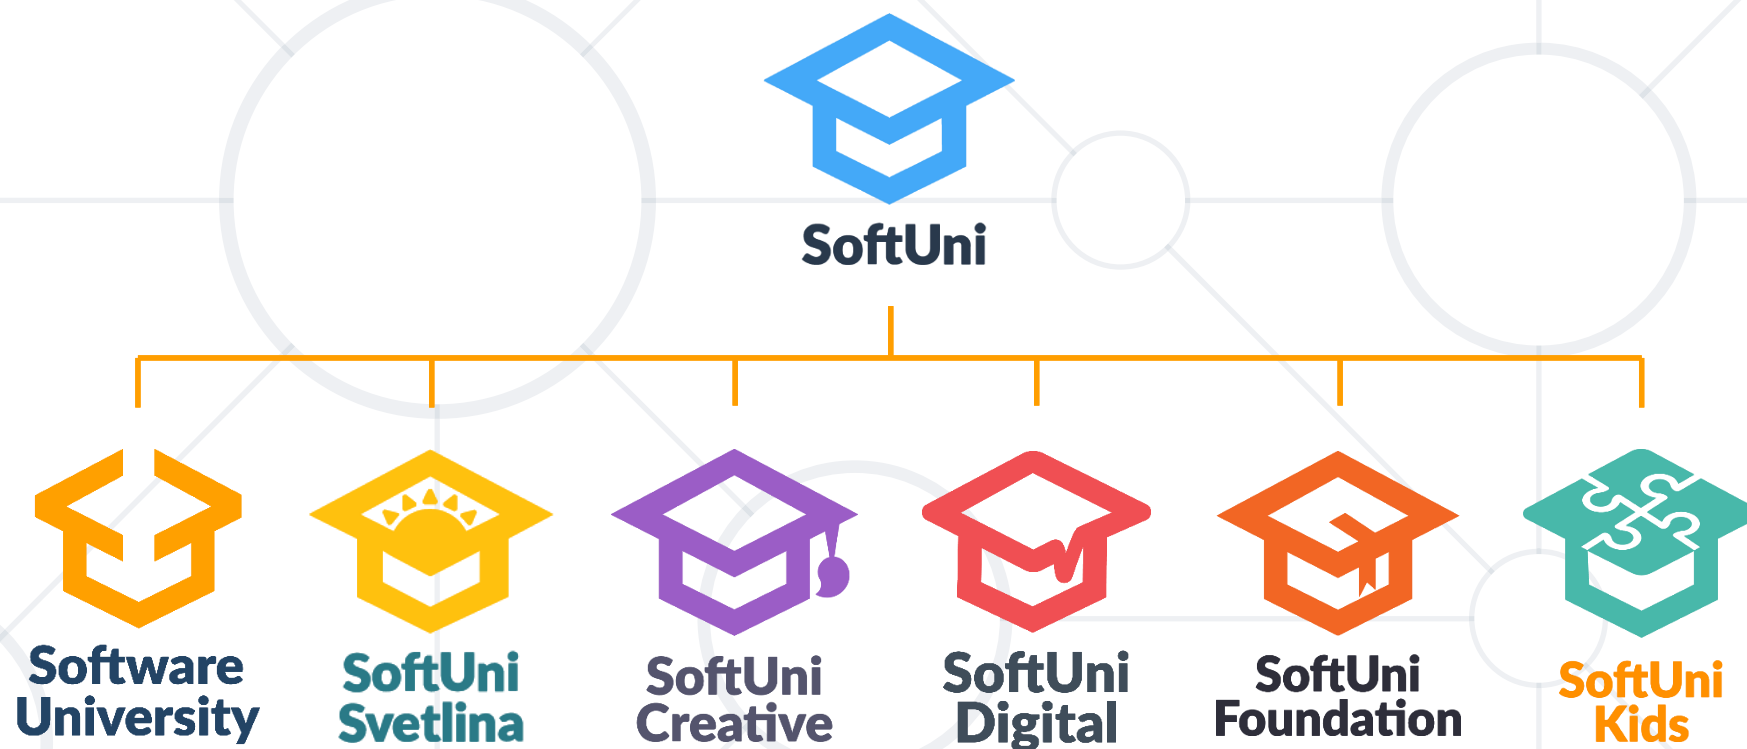 SoftUni
Software
University
SoftUni
Svetlina
SoftUni
Creative
SoftUni
Digital
SoftUni
Foundation
SoftUni
Kids